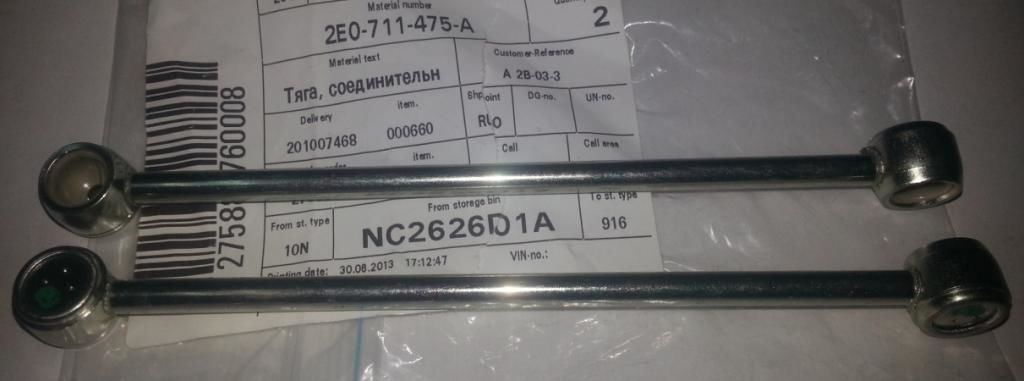 Material number
2E0-711-475-A
2
Material text
Тяга, соединительн
Customer-Reference
A 2B-03-3
Delivery
item.
201007468 000660
DG-no.
UN-no.
item.
Cell
Cell area
From st. type
10N
From storage bin
NC2626D1A
To st. type
916
Printing date: 30.08.2013 17:12:47
VIN-no.: